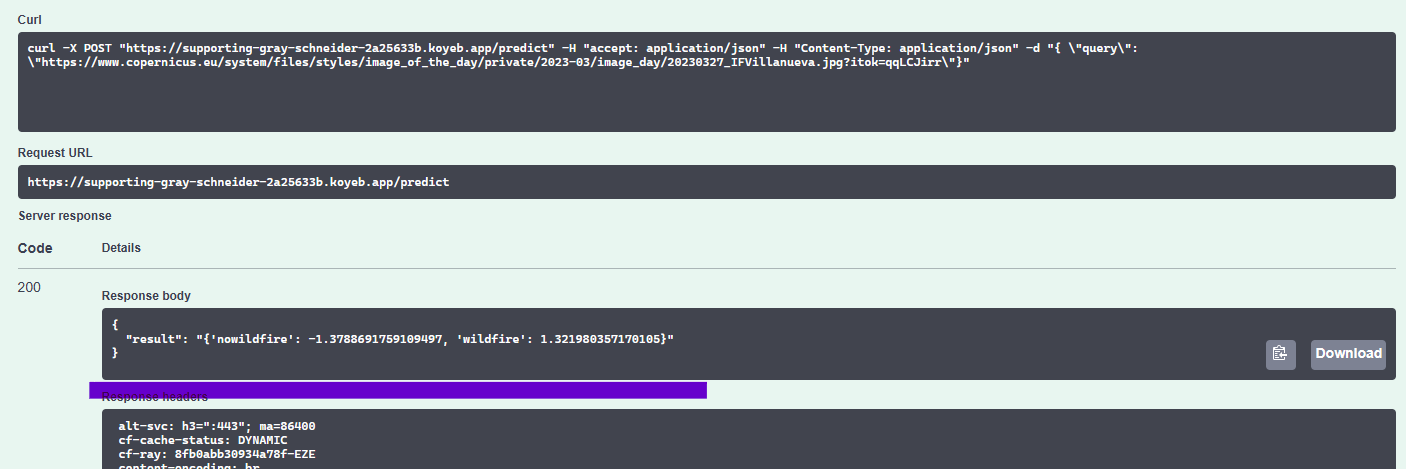 Curl
curl -X POST "https://supporting-gray-schneider-2a25633b.koyeb.app/predict" -H "accept: application/json" -H "Content-Type: application/json" -d "{ \"query\":
\"https://www.copernicus.eu/system/files/styles/image_of_the_day/private/2023-03/image_day/20230327_IFVillanueva.jpg?itok=qqLCJirr\"}"
Request URL
https://supporting-gray-schneider-2a25633b.koyeb.app/predict
Server response
Code Details
200
Response body
{
"result": "{'nowildfire': -1.3788691759109497, 'wildfire': 1.321980357170105}"
}
Download
Response headers
alt-svc: h3=":443"; ma=86400
cf-cache-status: DYNAMIC
cf-ray: 8fb0abb30934a78f-EZE
content-encoding: br